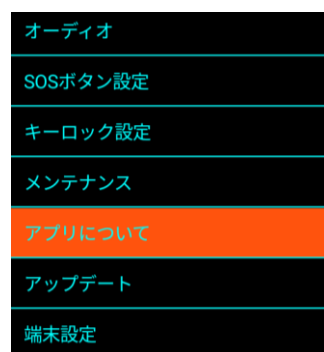 オーディオ
SOSボタン設定
キーロック設定
メンテナンス
アプリについて
アップデート
端末設定